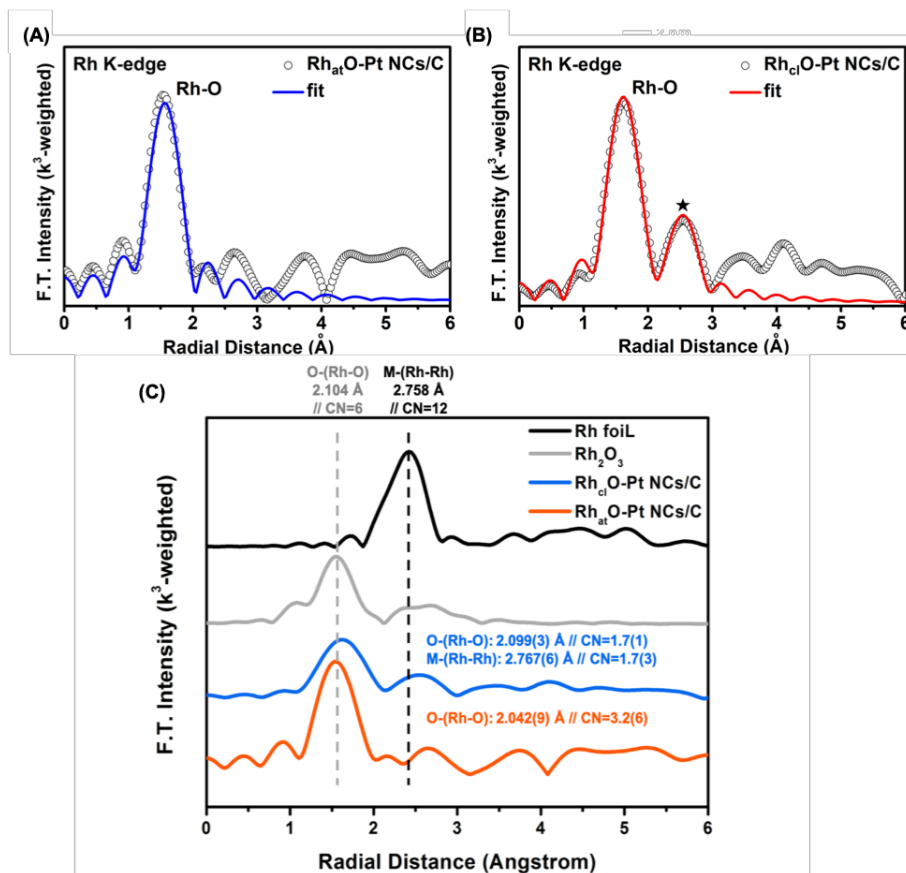 (A)
Rh K-edge
Rh_atO-Pt NCs/C
fit
Rh-O
F.T. Intensity (k³-weighted)
0 1 2 3 4 5 6
Radial Distance (Å)
(B)
Rh K-edge
Rh_clO-Pt NCs/C
fit
Rh-O
★
F.T. Intensity (k³-weighted)
0 1 2 3 4 5 6
Radial Distance (Å)
(C)
O-(Rh-O)
2.104 Å
// CN=6
M-(Rh-Rh)
2.758 Å
// CN=12
Rh foiL
Rh₂O₃
Rh_clO-Pt NCs/C
Rh_atO-Pt NCs/C
O-(Rh-O): 2.099(3) Å // CN=1.7(1)
M-(Rh-Rh): 2.767(6) Å // CN=1.7(3)
O-(Rh-O): 2.042(9) Å // CN=3.2(6)
F.T. Intensity (k³-weighted)
0 1 2 3 4 5 6
Radial Distance (Angstrom)